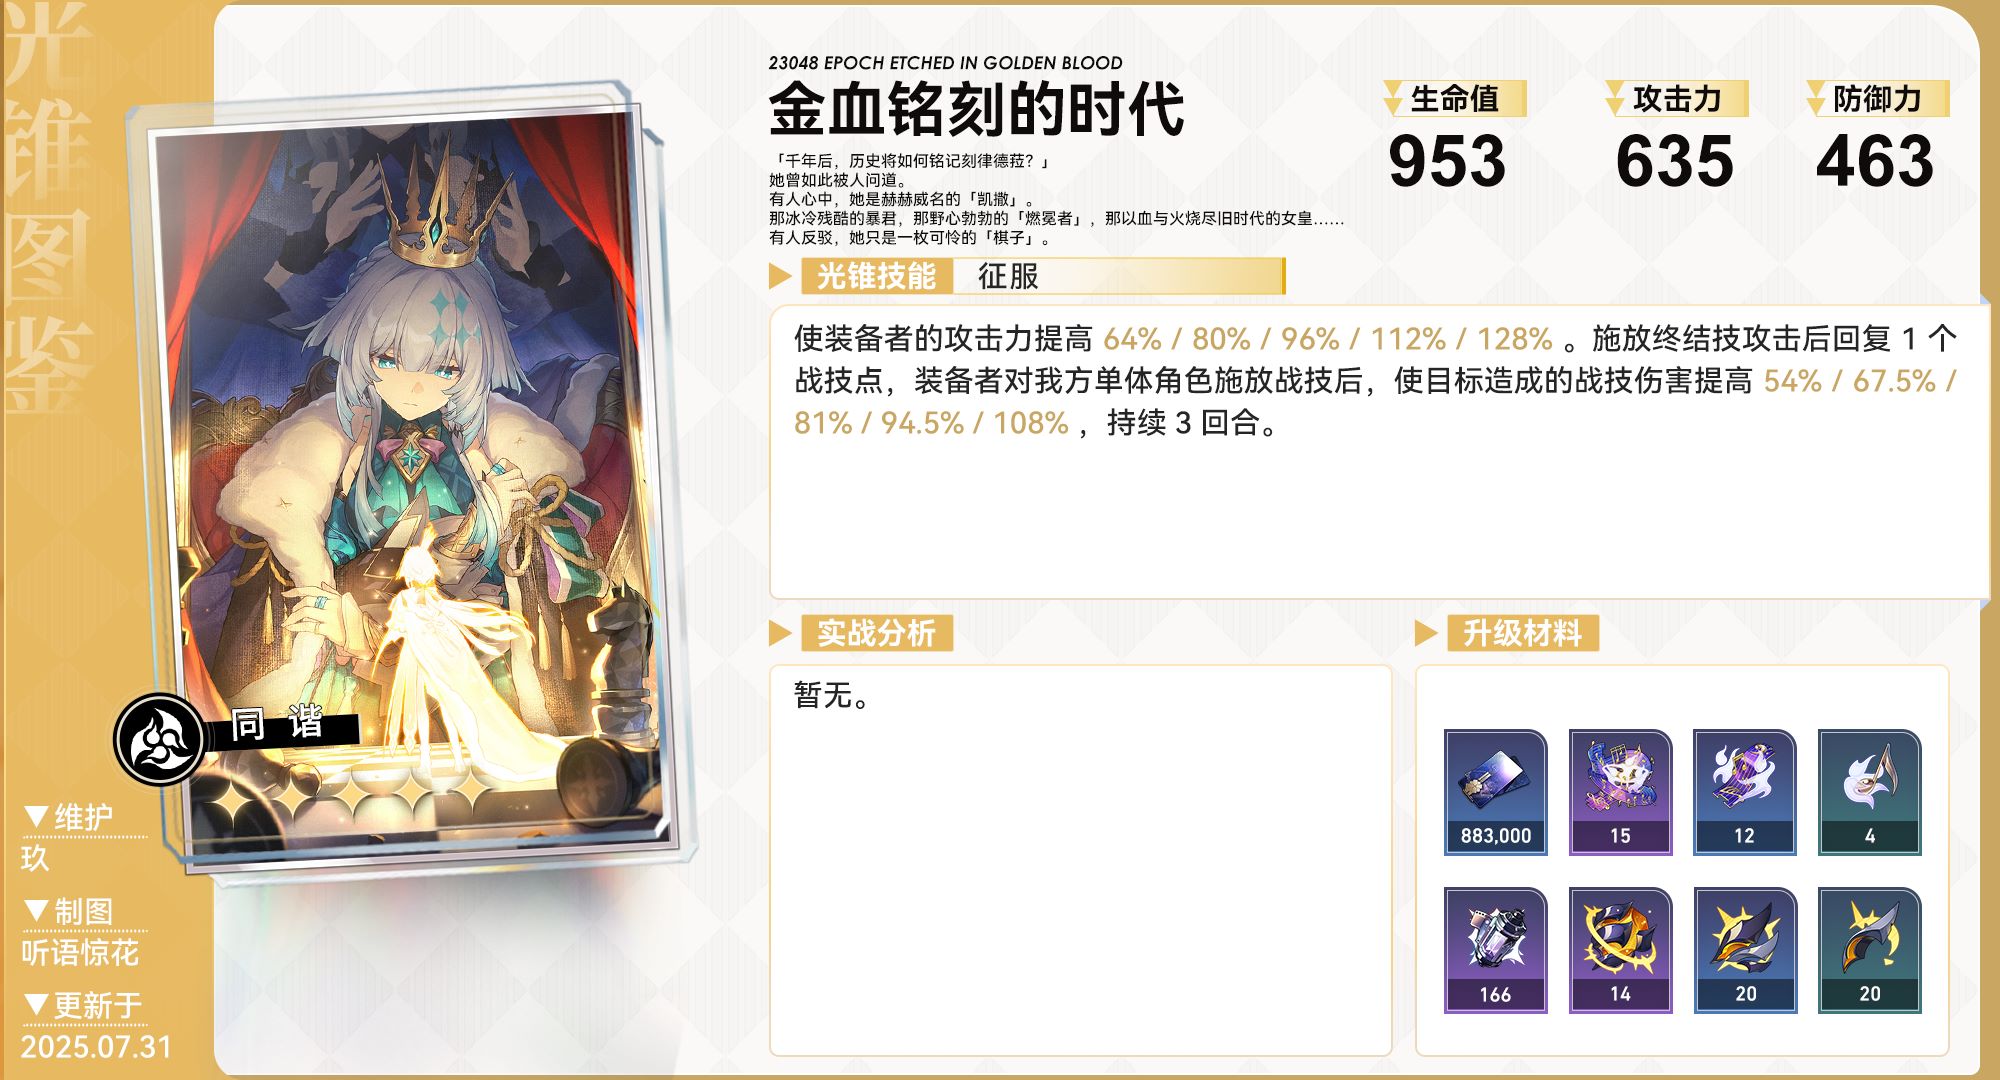 光锥图鉴
23048 EPOCH ETCHED IN GOLDEN BLOOD
金血铭刻的时代
「千年后，历史将如何铭记刻律德菈？」
她曾如此被人问道。
有人心中，她是赫赫威名的「凯撒」。
那冰冷残酷的暴君，那野心勃勃的「燃冕者」，那以血与火烧尽旧时代的女皇……
有人反驳，她只是一枚可怜的「棋子」。
生命值
953
攻击力
635
防御力
463
光锥技能 征服
使装备者的攻击力提高 64% / 80% / 96% / 112% / 128% 。施放终结技攻击后回复 1 个
战技点，装备者对我方单体角色施放战技后，使目标造成的战技伤害提高 54% / 67.5% /
81% / 94.5% / 108% ，持续 3 回合。
同谐
实战分析
暂无。
升级材料
883,000
15
12
4
166
14
20
20
▼维护
玖
▼制图
听语惊花
▼更新于
2025.07.31